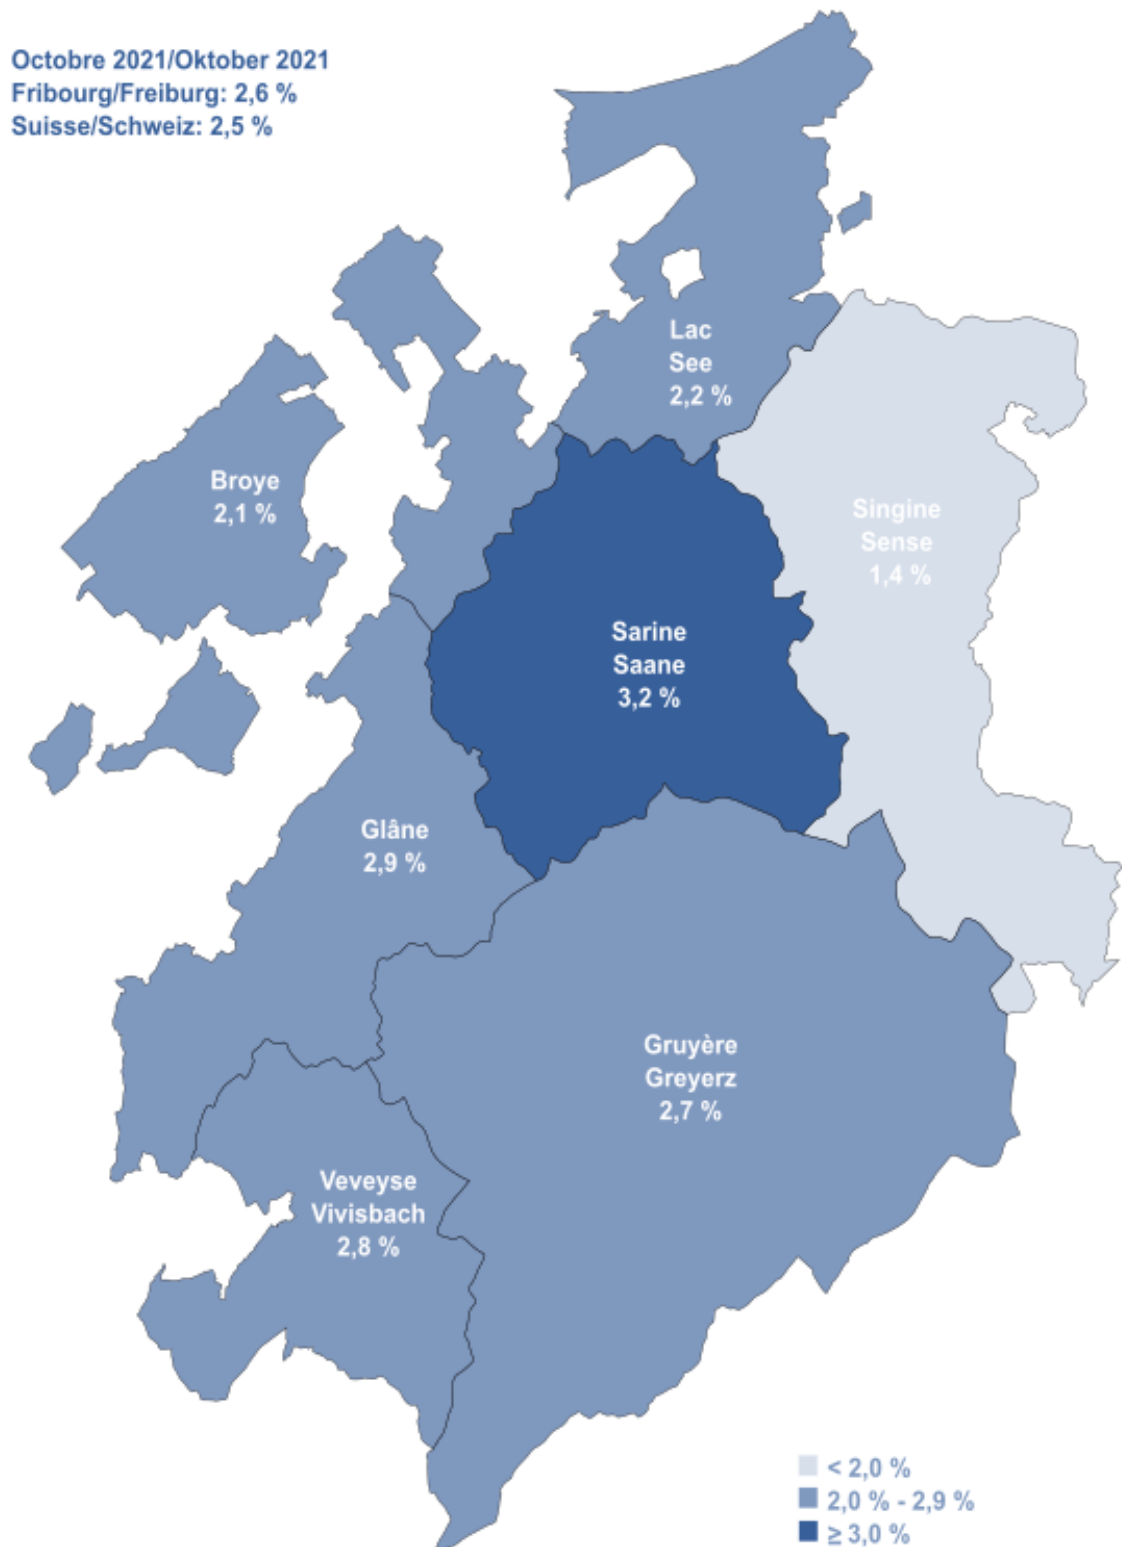 Octobre 2021/Oktober 2021
Fribourg/Freiburg: 2,6 %
Suisse/Schweiz: 2,5 %
Lac
See
2,2 %
Broye
2,1 %
Singine
Sense
1,4 %
Sarine
Saane
3,2 %
Glâne
2,9 %
Gruyère
Greyerz
2,7 %
Veveyse
Vivisbach
2,8 %
< 2,0 %
2,0 % - 2,9 %
≥ 3,0 %